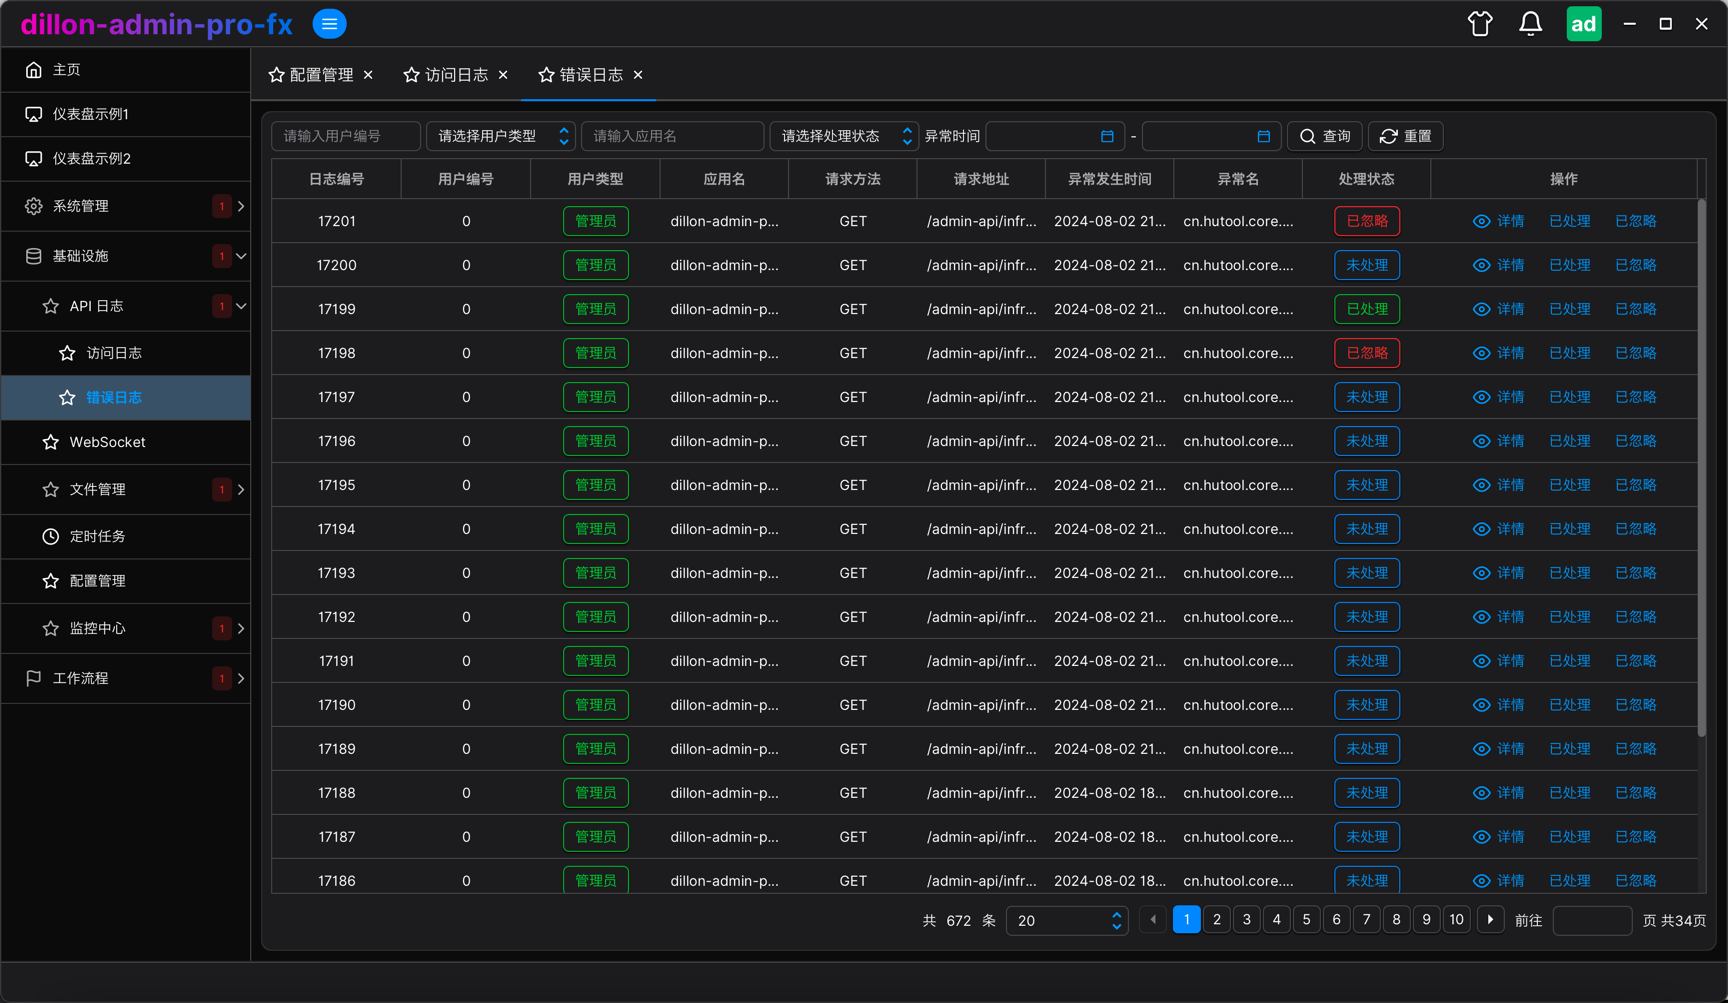 dillon-admin-pro-fx
ad
主页
仪表盘示例1
仪表盘示例2
系统管理 1
基础设施 1
API 日志 1
访问日志
错误日志
WebSocket
文件管理 1
定时任务
配置管理
监控中心 1
工作流程 1
配置管理 访问日志 错误日志
请输入用户编号 请选择用户类型 请输入应用名 请选择处理状态 异常时间 - 查询 重置
日志编号 用户编号 用户类型 应用名 请求方法 请求地址 异常发生时间 异常名 处理状态 操作
17201 0 管理员 dillon-admin-p... GET /admin-api/infr... 2024-08-02 21... cn.hutool.core.... 已忽略 详情 已处理 已忽略
17200 0 管理员 dillon-admin-p... GET /admin-api/infr... 2024-08-02 21... cn.hutool.core.... 未处理 详情 已处理 已忽略
17199 0 管理员 dillon-admin-p... GET /admin-api/infr... 2024-08-02 21... cn.hutool.core.... 已处理 详情 已处理 已忽略
17198 0 管理员 dillon-admin-p... GET /admin-api/infr... 2024-08-02 21... cn.hutool.core.... 已忽略 详情 已处理 已忽略
17197 0 管理员 dillon-admin-p... GET /admin-api/infr... 2024-08-02 21... cn.hutool.core.... 未处理 详情 已处理 已忽略
17196 0 管理员 dillon-admin-p... GET /admin-api/infr... 2024-08-02 21... cn.hutool.core.... 未处理 详情 已处理 已忽略
17195 0 管理员 dillon-admin-p... GET /admin-api/infr... 2024-08-02 21... cn.hutool.core.... 未处理 详情 已处理 已忽略
17194 0 管理员 dillon-admin-p... GET /admin-api/infr... 2024-08-02 21... cn.hutool.core.... 未处理 详情 已处理 已忽略
17193 0 管理员 dillon-admin-p... GET /admin-api/infr... 2024-08-02 21... cn.hutool.core.... 未处理 详情 已处理 已忽略
17192 0 管理员 dillon-admin-p... GET /admin-api/infr... 2024-08-02 21... cn.hutool.core.... 未处理 详情 已处理 已忽略
17191 0 管理员 dillon-admin-p... GET /admin-api/infr... 2024-08-02 21... cn.hutool.core.... 未处理 详情 已处理 已忽略
17190 0 管理员 dillon-admin-p... GET /admin-api/infr... 2024-08-02 21... cn.hutool.core.... 未处理 详情 已处理 已忽略
17189 0 管理员 dillon-admin-p... GET /admin-api/infr... 2024-08-02 21... cn.hutool.core.... 未处理 详情 已处理 已忽略
17188 0 管理员 dillon-admin-p... GET /admin-api/infr... 2024-08-02 18... cn.hutool.core.... 未处理 详情 已处理 已忽略
17187 0 管理员 dillon-admin-p... GET /admin-api/infr... 2024-08-02 18... cn.hutool.core.... 未处理 详情 已处理 已忽略
17186 0 管理员 dillon-admin-p... GET /admin-api/infr... 2024-08-02 18... cn.hutool.core.... 未处理 详情 已处理 已忽略
共 672 条 20 1 2 3 4 5 6 7 8 9 10 前往 页 共34页